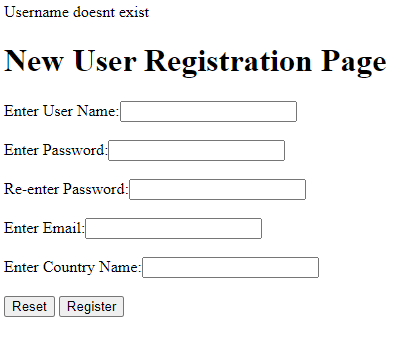 Username doesnt exist
New User Registration Page
Enter User Name:
Enter Password:
Re-enter Password:
Enter Email:
Enter Country Name:
Reset Register